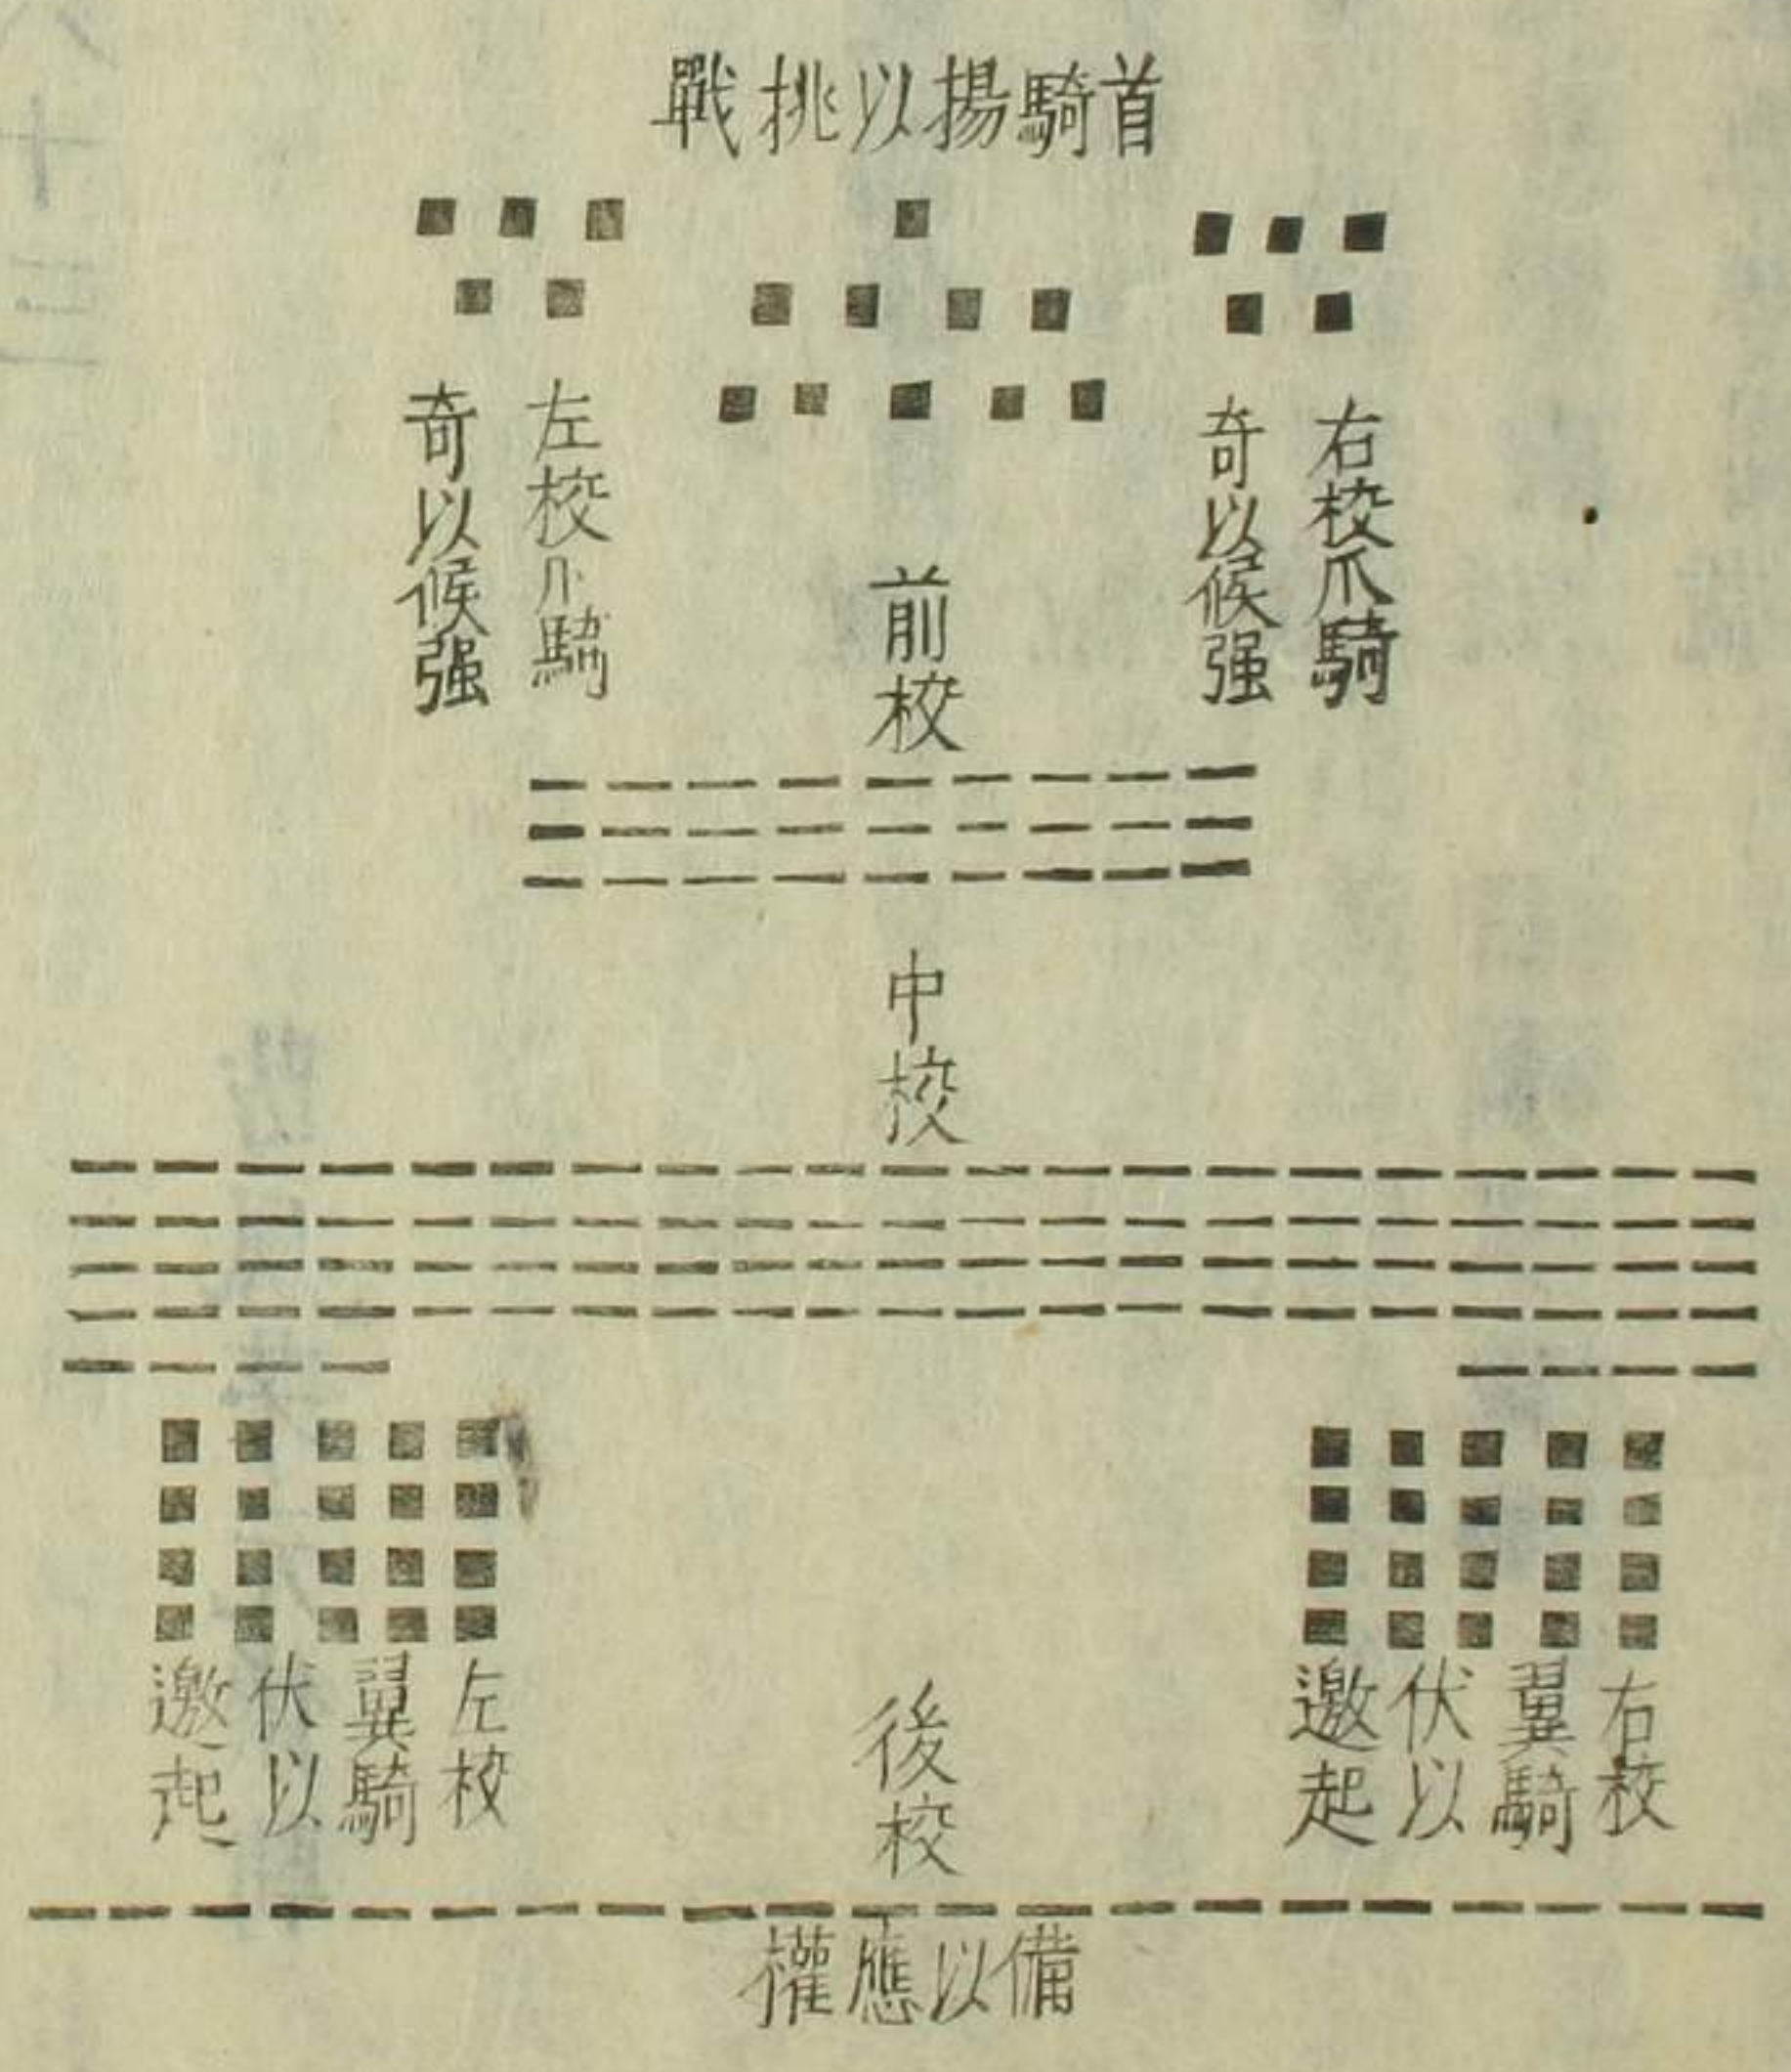 首騎揚以挑戰
右校爪騎
奇以候强
前校
左校爪騎
奇以候强
中校
右校
翼騎
伏以
邀起
後校
左校
翼騎
伏以
邀起
備以應權